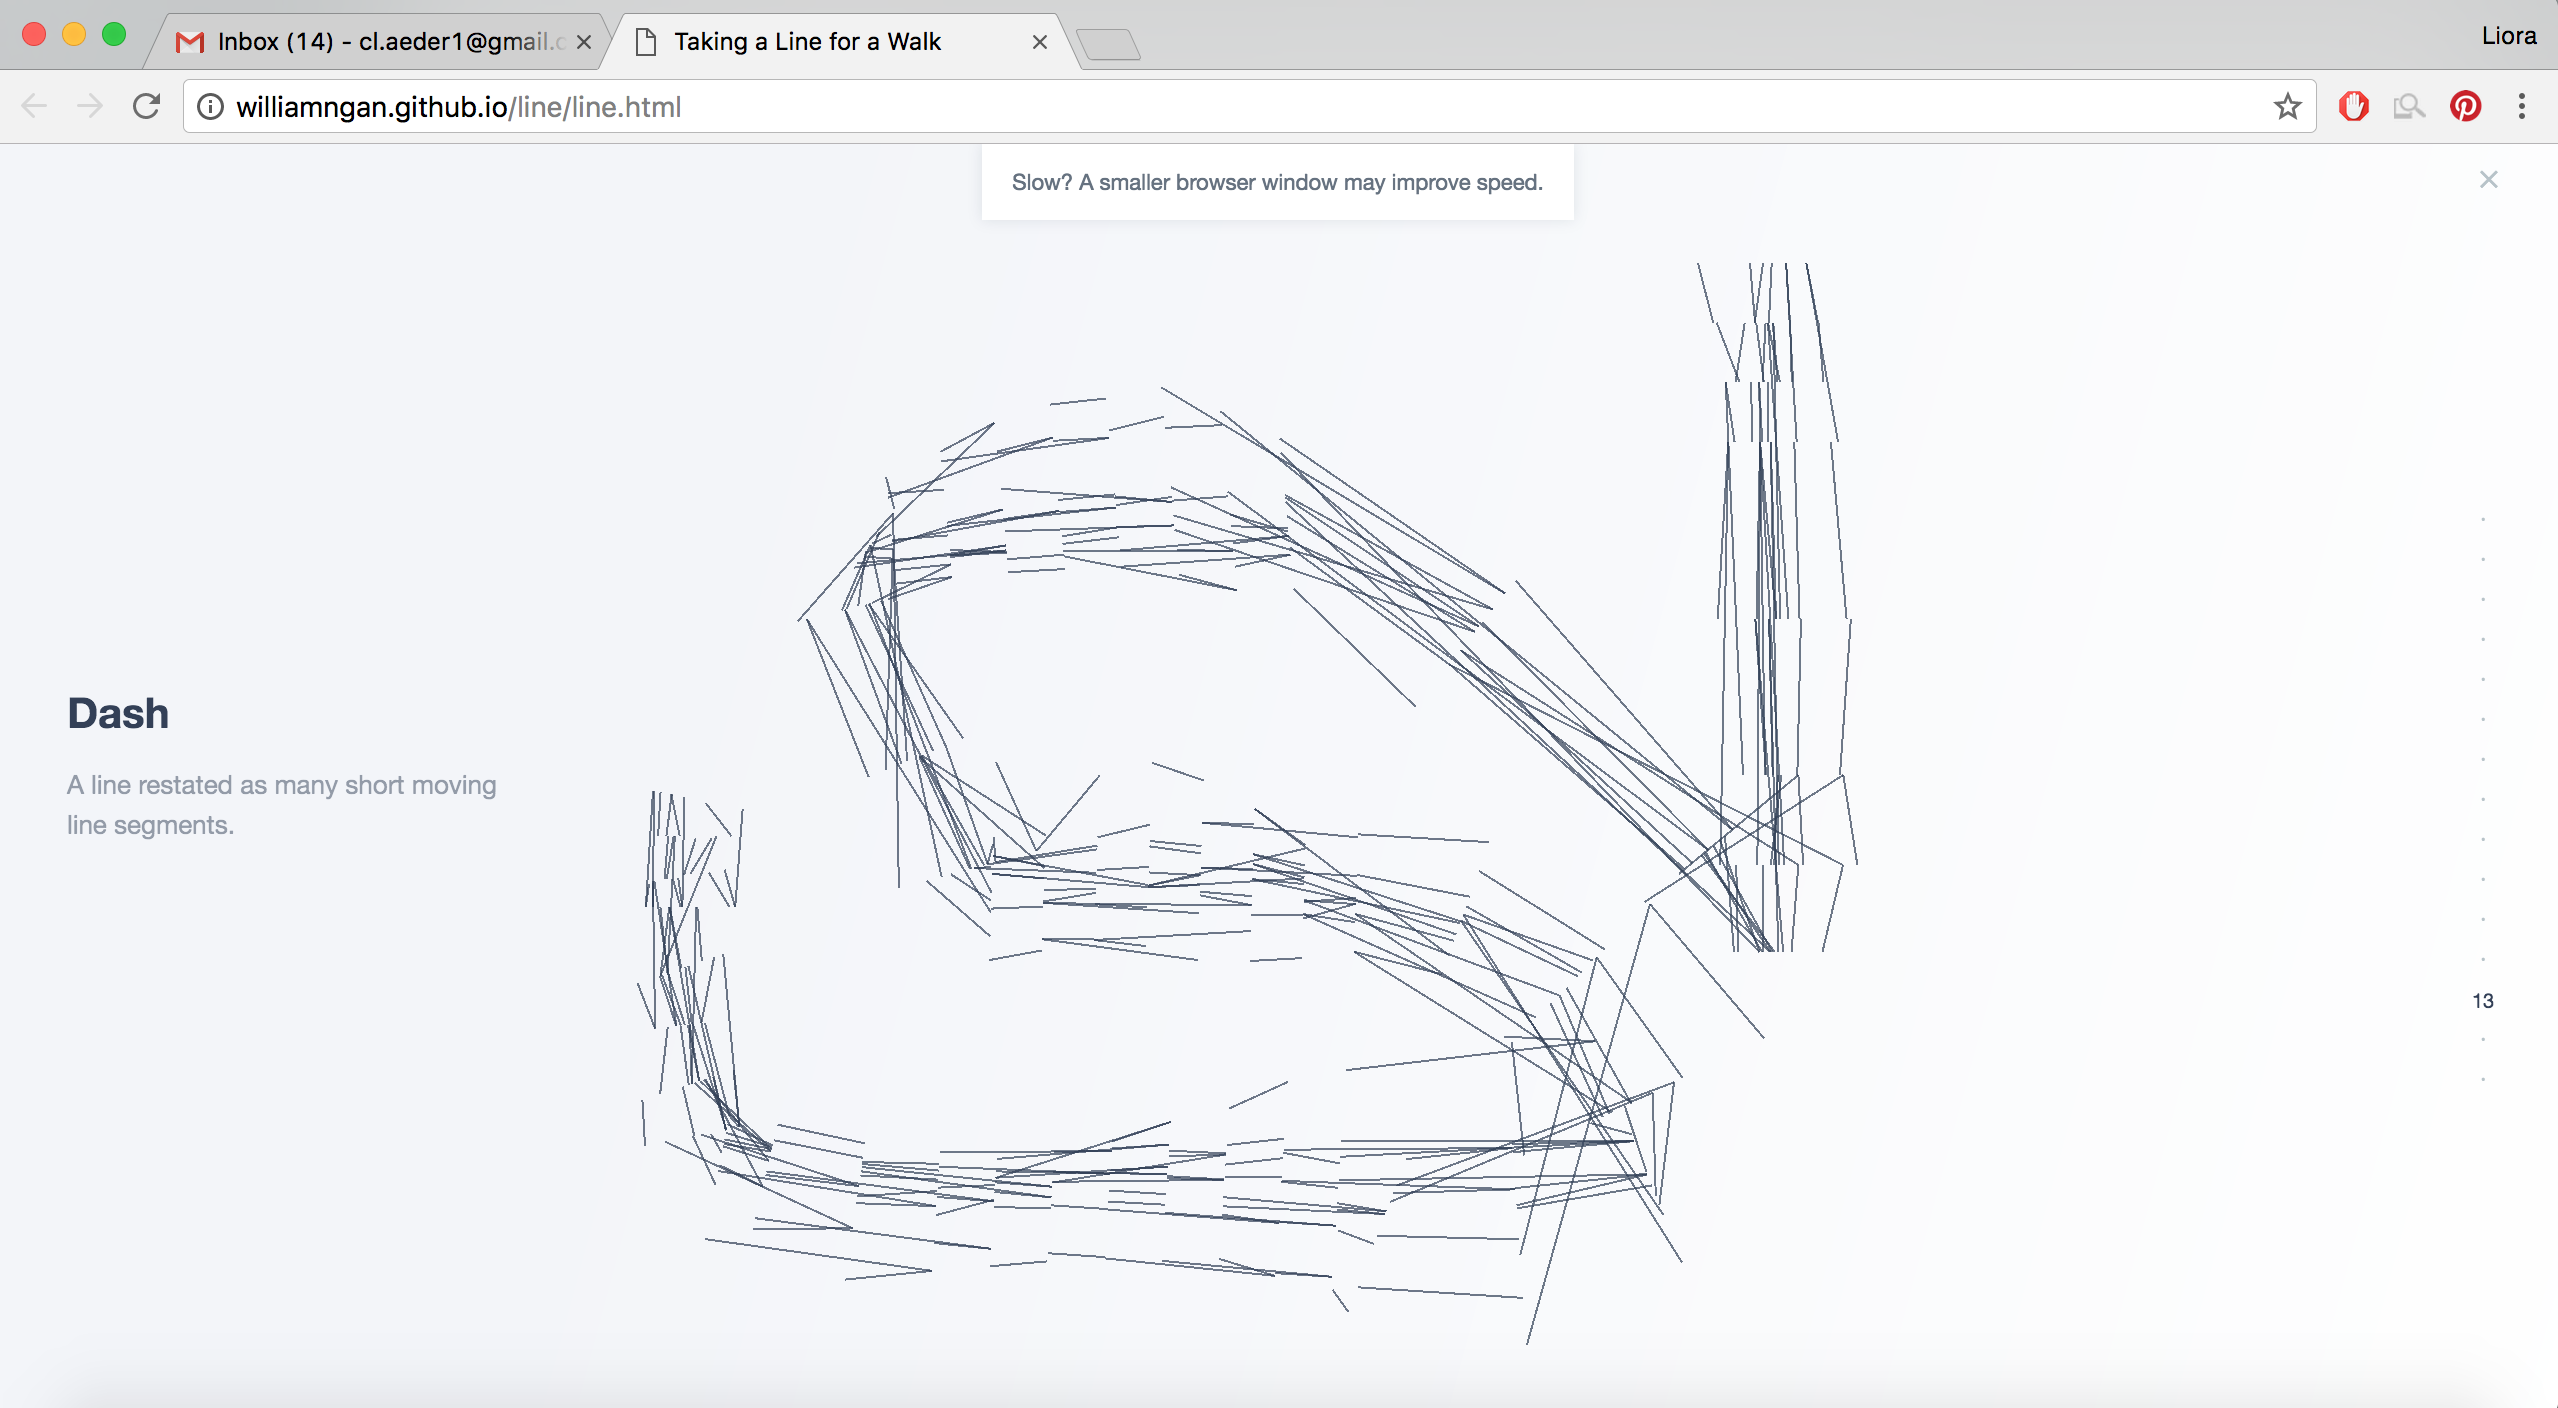 Inbox (14) - cl.aeder1@gmail.c
Taking a Line for a Walk
Liora
williamngan.github.io/line/line.html
Slow? A smaller browser window may improve speed.
Dash
A line restated as many short moving
line segments.
13